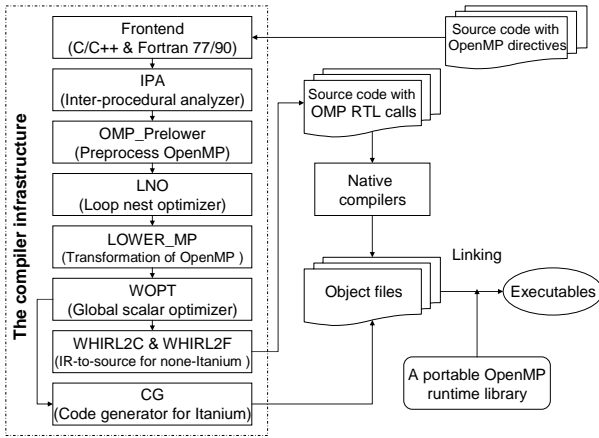 The compiler infrastructure
Frontend
(C/C++ & Fortran 77/90)
IPA
(Inter-procedural analyzer)
OMP_Prelower
(Preprocess OpenMP)
LNO
(Loop nest optimizer)
LOWER_MP
(Transformation of OpenMP )
WOPT
(Global scalar optimizer)
WHIRL2C & WHIRL2F
(IR-to-source for none-Itanium )
CG
(Code generator for Itanium)
Source code with
OpenMP directives
Source code with
OMP RTL calls
Native
compilers
Object files
Linking
Executables
A portable OpenMP
runtime library